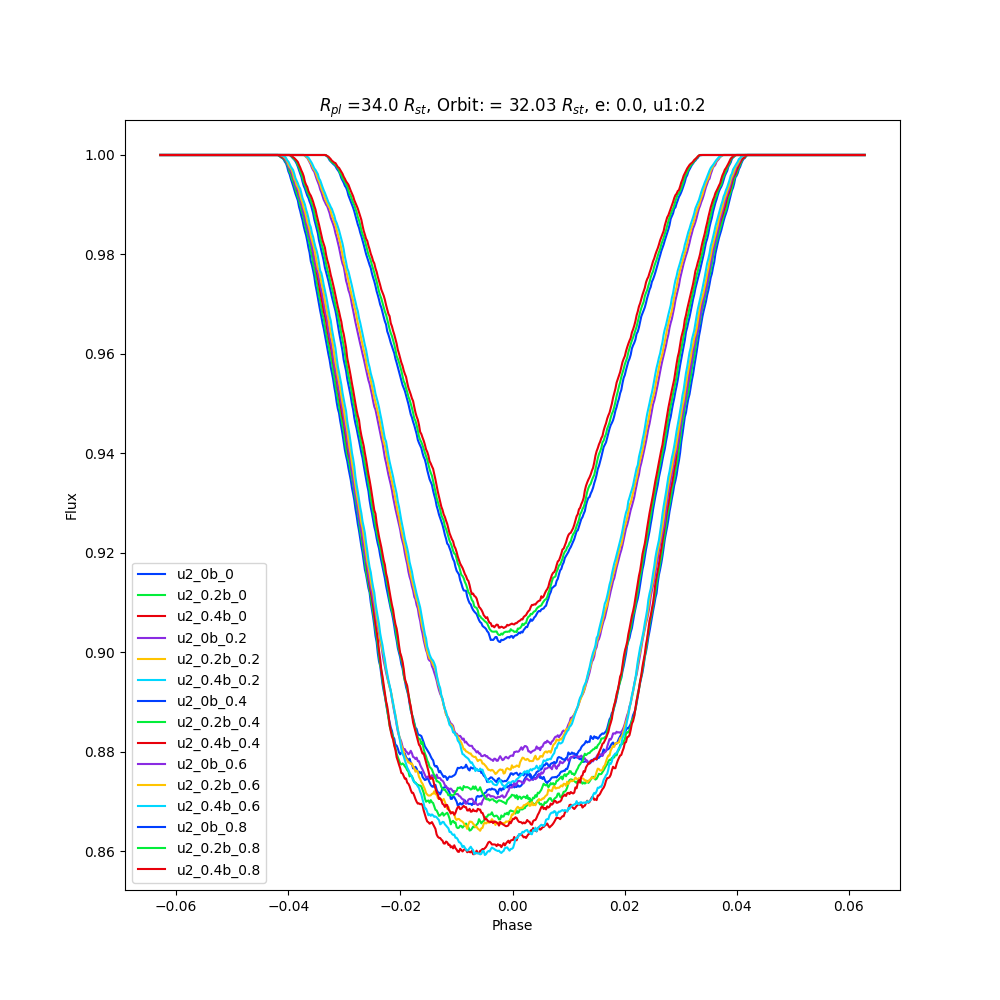 R_pl =34.0 R_st, Orbit: = 32.03 R_st, e: 0.0, u1:0.2
1.00
0.98
0.96
0.94
0.92
0.90
0.88
0.86
Flux
u2_0b_0
u2_0.2b_0
u2_0.4b_0
u2_0b_0.2
u2_0.2b_0.2
u2_0.4b_0.2
u2_0b_0.4
u2_0.2b_0.4
u2_0.4b_0.4
u2_0b_0.6
u2_0.2b_0.6
u2_0.4b_0.6
u2_0b_0.8
u2_0.2b_0.8
u2_0.4b_0.8
−0.06 −0.04 −0.02 0.00 0.02 0.04 0.06
Phase